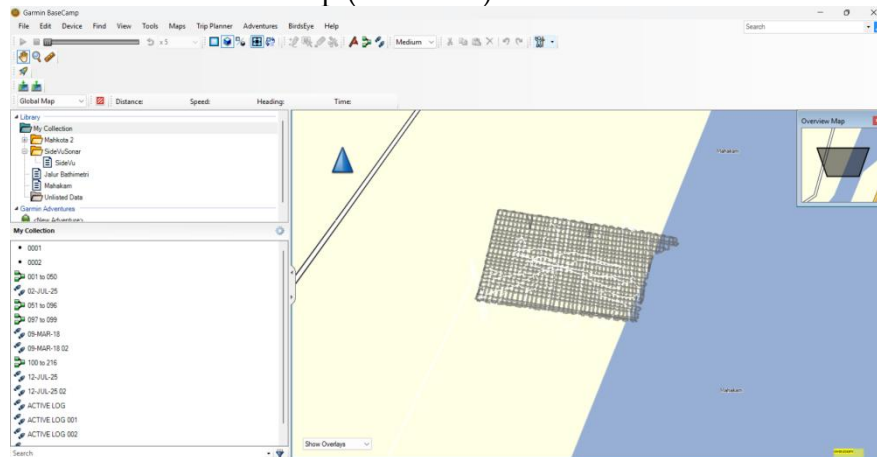 Garmin BaseCamp
File Edit Device Find View Tools Maps Trip Planner Adventures BirdsEye Help
Search
x5
Medium
Global Map
Distance: Speed: Heading: Time:
Library
My Collection
Mahkota 2
SideVuSonar
SideVu
Jalur Bathimetri
Mahakam
Unlisted Data
Garmin Adventures
<New Adventure>
My Collection
0001
0002
001 to 050
02-JUL-25
051 to 096
097 to 099
09-MAR-18
09-MAR-18 02
100 to 216
12-JUL-25
12-JUL-25 02
ACTIVE LOG
ACTIVE LOG 001
ACTIVE LOG 002
Search
Overview Map
Mahakam
Mahakam
Show Overlays